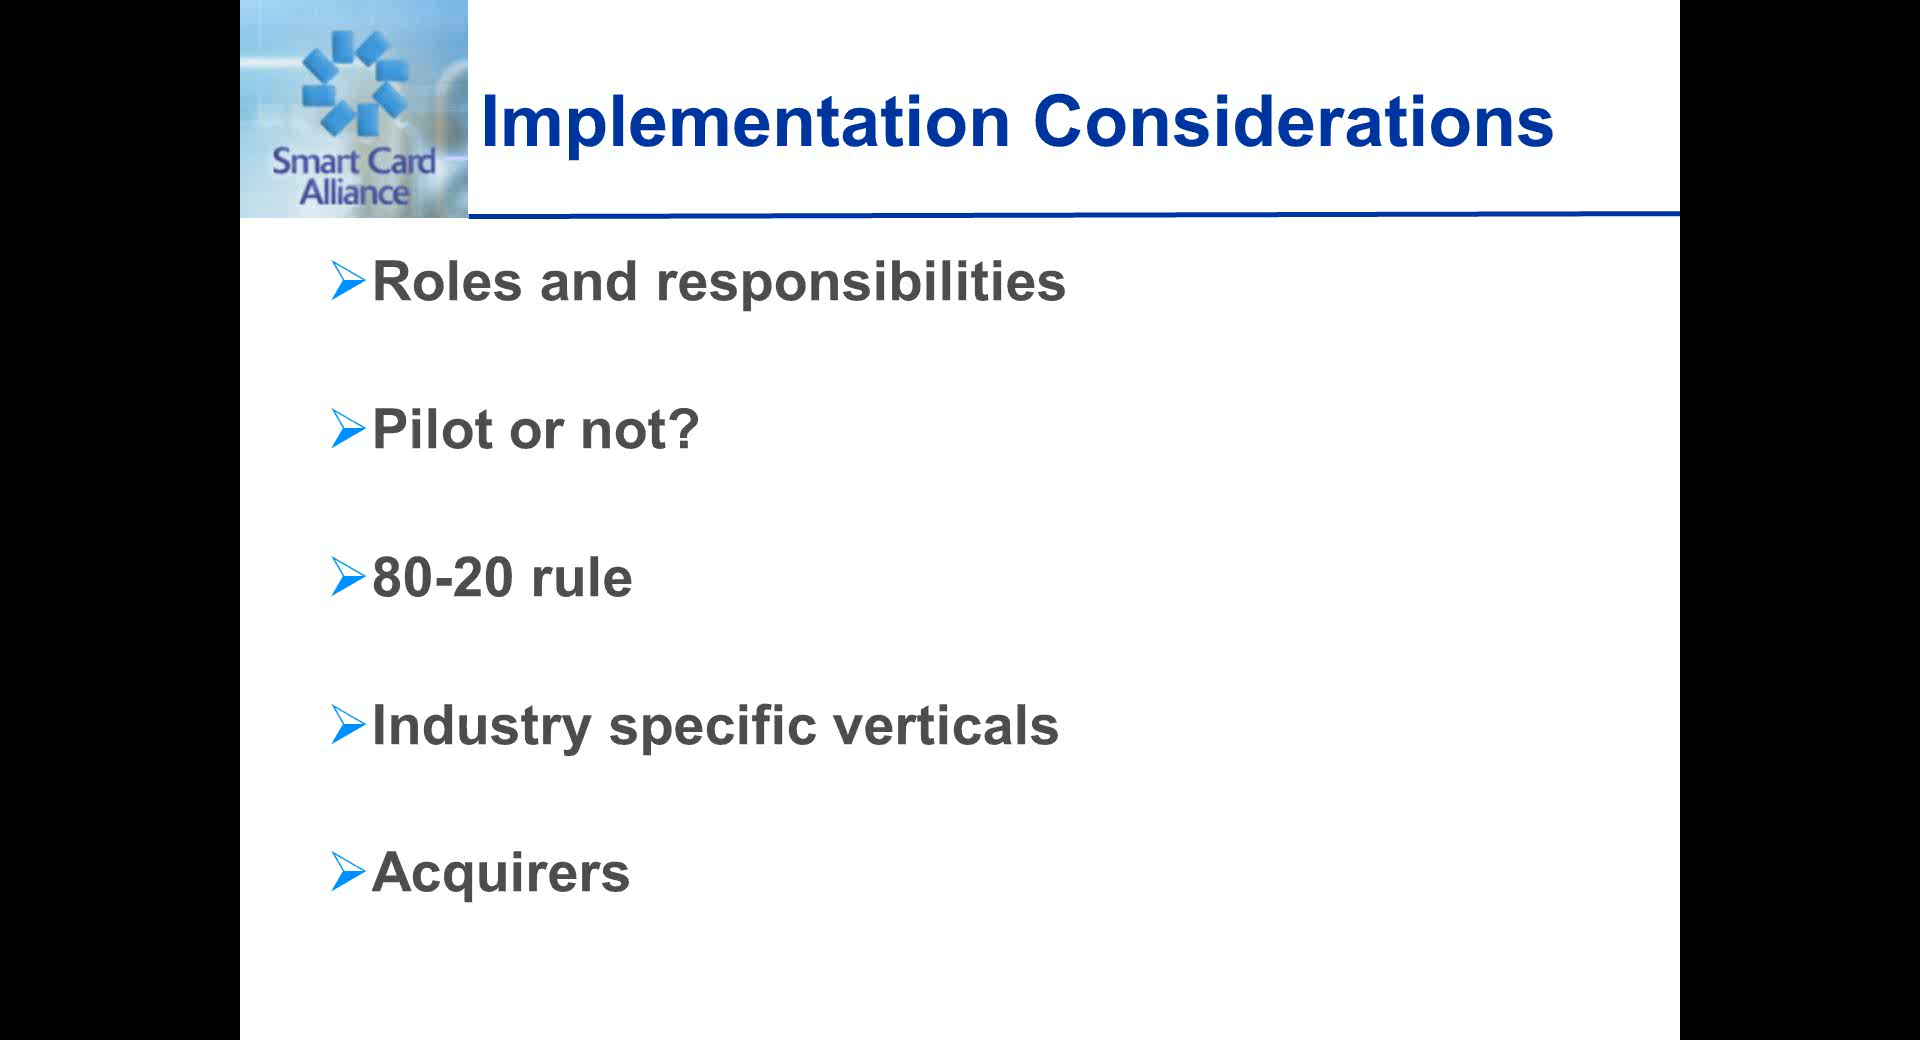 Smart Card
Alliance
Implementation Considerations
Roles and responsibilities
Pilot or not?
80-20 rule
Industry specific verticals
Acquirers